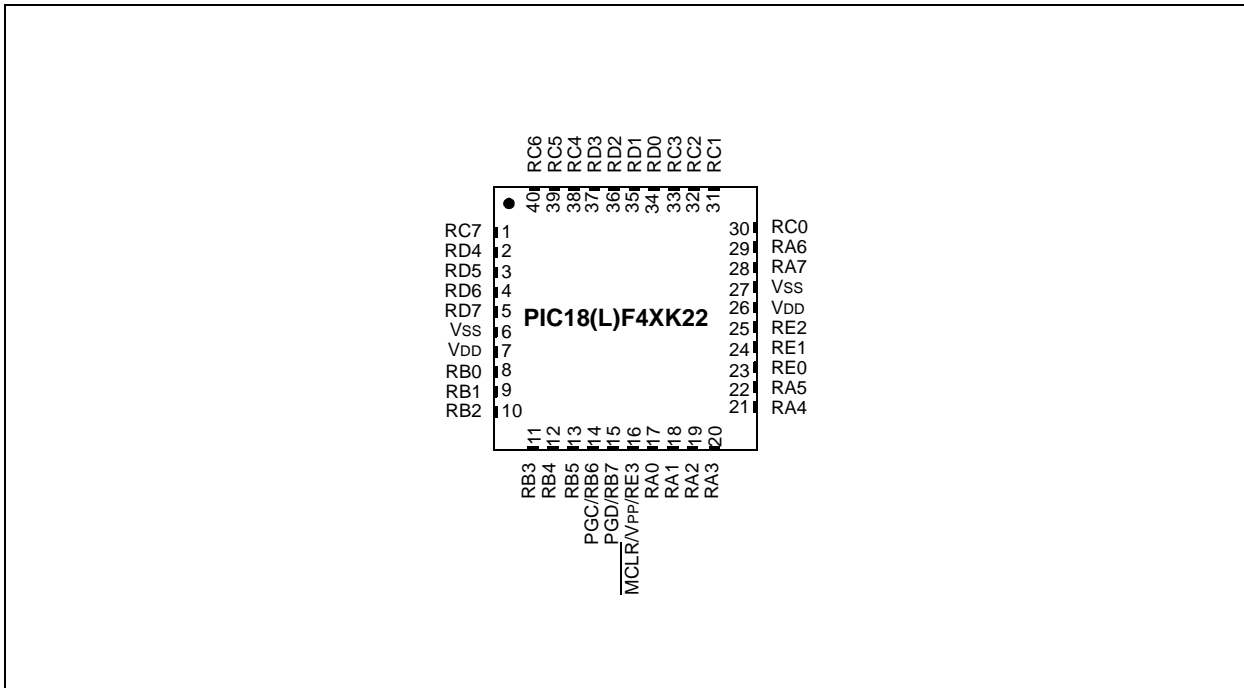 RC6
RC5
RC4
RD3
RD2
RD1
RD0
RC3
RC2
RC1
40
39
38
37
36
35
34
33
32
31
RC7 1
RD4 2
RD5 3
RD6 4
RD7 5
VSS 6
VDD 7
RB0 8
RB1 9
RB2 10
PIC18(L)F4XK22
30 RC0
29 RA6
28 RA7
27 VSS
26 VDD
25 RE2
24 RE1
23 RE0
22 RA5
21 RA4
11
12
13
14
15
16
17
18
19
20
RB3
RB4
RB5
PGC/RB6
PGD/RB7
MCLR/VPP/RE3
RA0
RA1
RA2
RA3